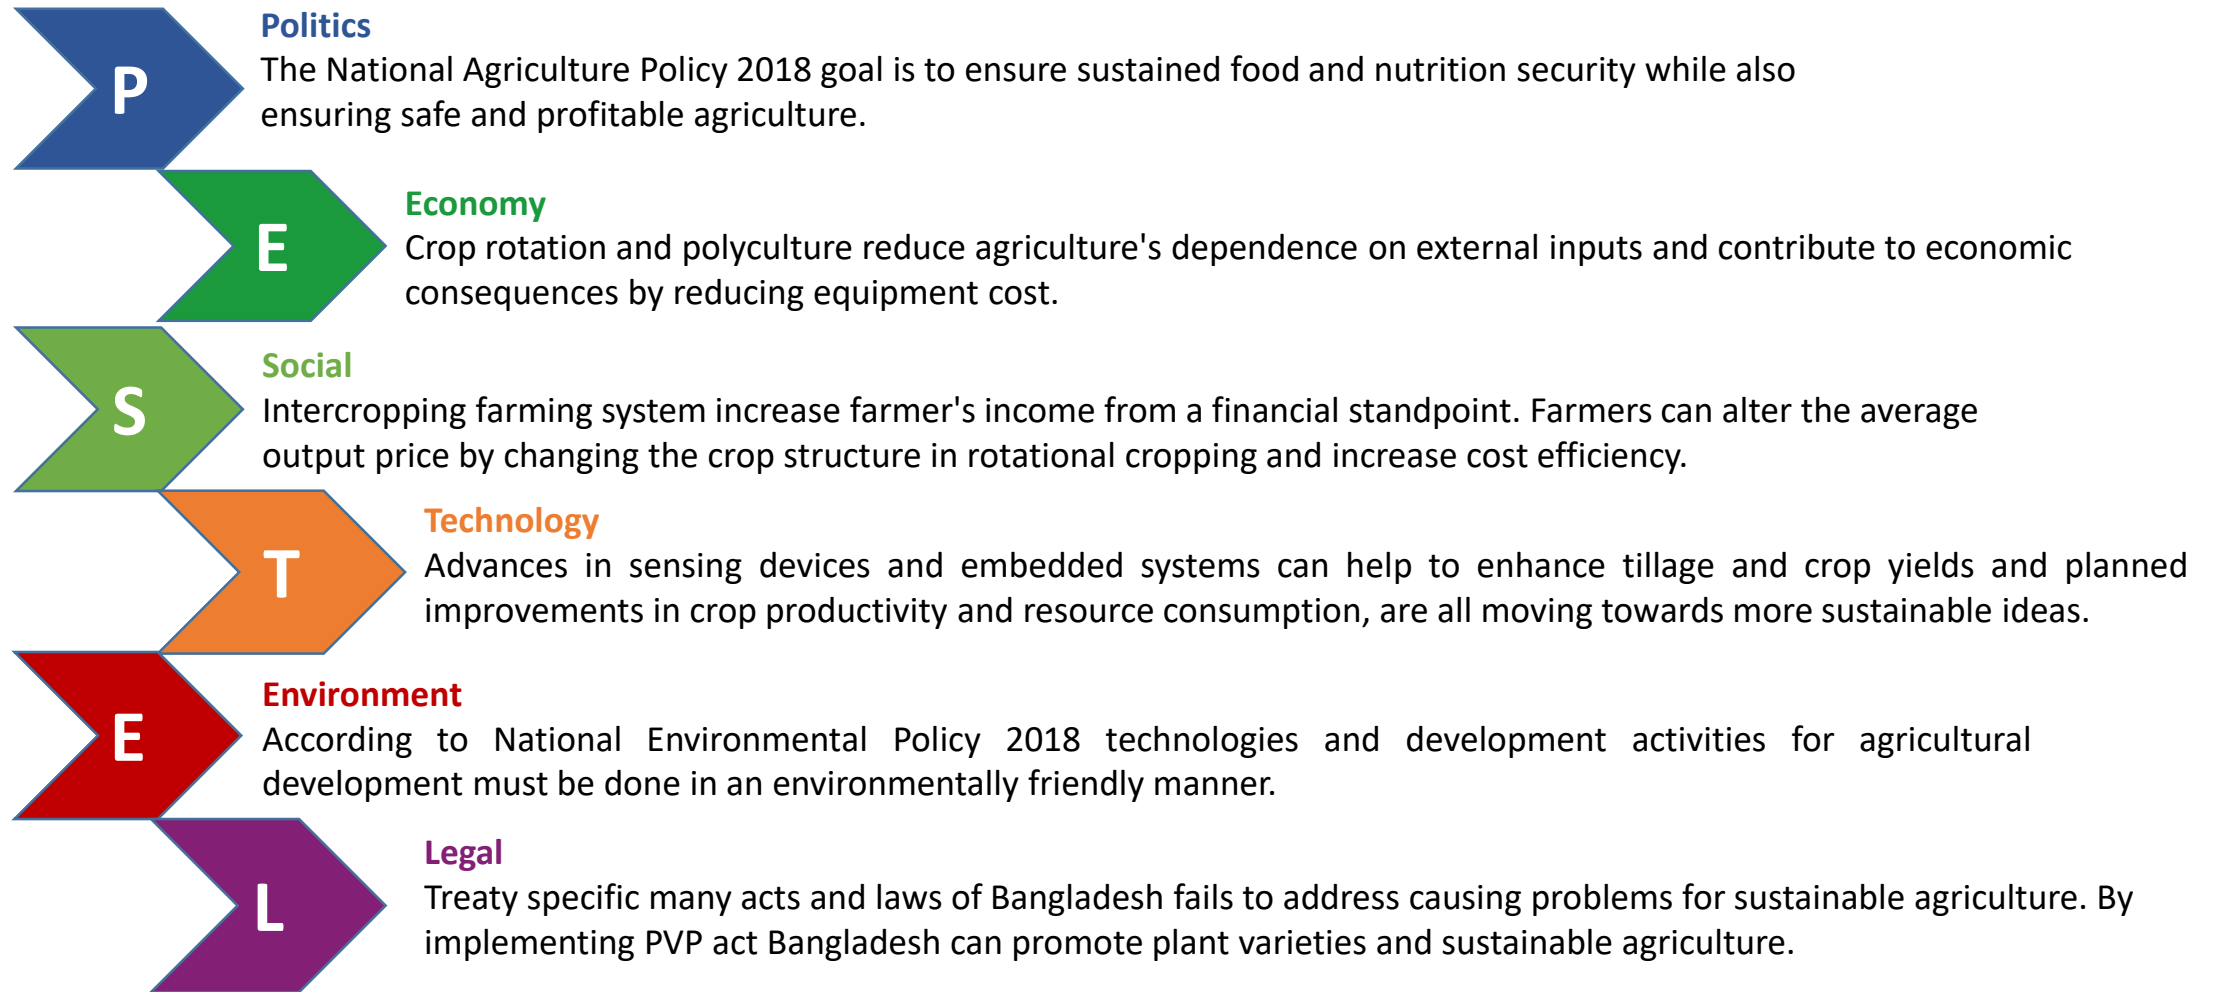 P
Politics
The National Agriculture Policy 2018 goal is to ensure sustained food and nutrition security while also
ensuring safe and profitable agriculture.
E
Economy
Crop rotation and polyculture reduce agriculture's dependence on external inputs and contribute to economic
consequences by reducing equipment cost.
S
Social
Intercropping farming system increase farmer's income from a financial standpoint. Farmers can alter the average
output price by changing the crop structure in rotational cropping and increase cost efficiency.
T
Technology
Advances in sensing devices and embedded systems can help to enhance tillage and crop yields and planned
improvements in crop productivity and resource consumption, are all moving towards more sustainable ideas.
E
Environment
According to National Environmental Policy 2018 technologies and development activities for agricultural
development must be done in an environmentally friendly manner.
L
Legal
Treaty specific many acts and laws of Bangladesh fails to address causing problems for sustainable agriculture. By
implementing PVP act Bangladesh can promote plant varieties and sustainable agriculture.